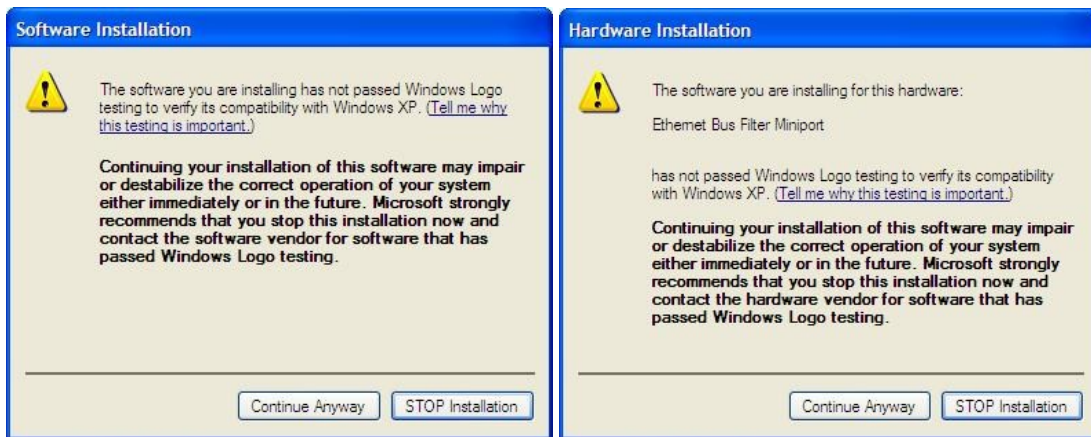 Software Installation
The software you are installing has not passed Windows Logo
testing to verify its compatibility with Windows XP. (Tell me why
this testing is important.)
Continuing your installation of this software may impair
or destabilize the correct operation of your system
either immediately or in the future. Microsoft strongly
recommends that you stop this installation now and
contact the software vendor for software that has
passed Windows Logo testing.
Continue Anyway
STOP Installation
Hardware Installation
The software you are installing for this hardware:
Ethernet Bus Filter Miniport
has not passed Windows Logo testing to verify its compatibility
with Windows XP. (Tell me why this testing is important.)
Continuing your installation of this software may impair
or destabilize the correct operation of your system
either immediately or in the future. Microsoft strongly
recommends that you stop this installation now and
contact the hardware vendor for software that has
passed Windows Logo testing.
Continue Anyway
STOP Installation